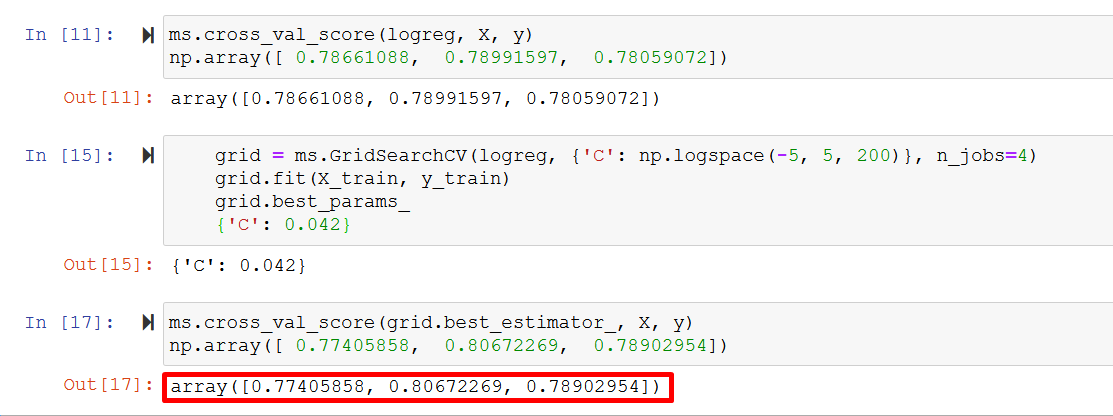 In [11]: ms.cross_val_score(logreg, X, y)
np.array([ 0.78661088,  0.78991597,  0.78059072])
Out[11]: array([0.78661088, 0.78991597, 0.78059072])
In [15]:     grid = ms.GridSearchCV(logreg, {'C': np.logspace(-5, 5, 200)}, n_jobs=4)
    grid.fit(X_train, y_train)
    grid.best_params_
    {'C': 0.042}
Out[15]: {'C': 0.042}
In [17]: ms.cross_val_score(grid.best_estimator_, X, y)
np.array([ 0.77405858,  0.80672269,  0.78902954])
Out[17]: array([0.77405858, 0.80672269, 0.78902954])